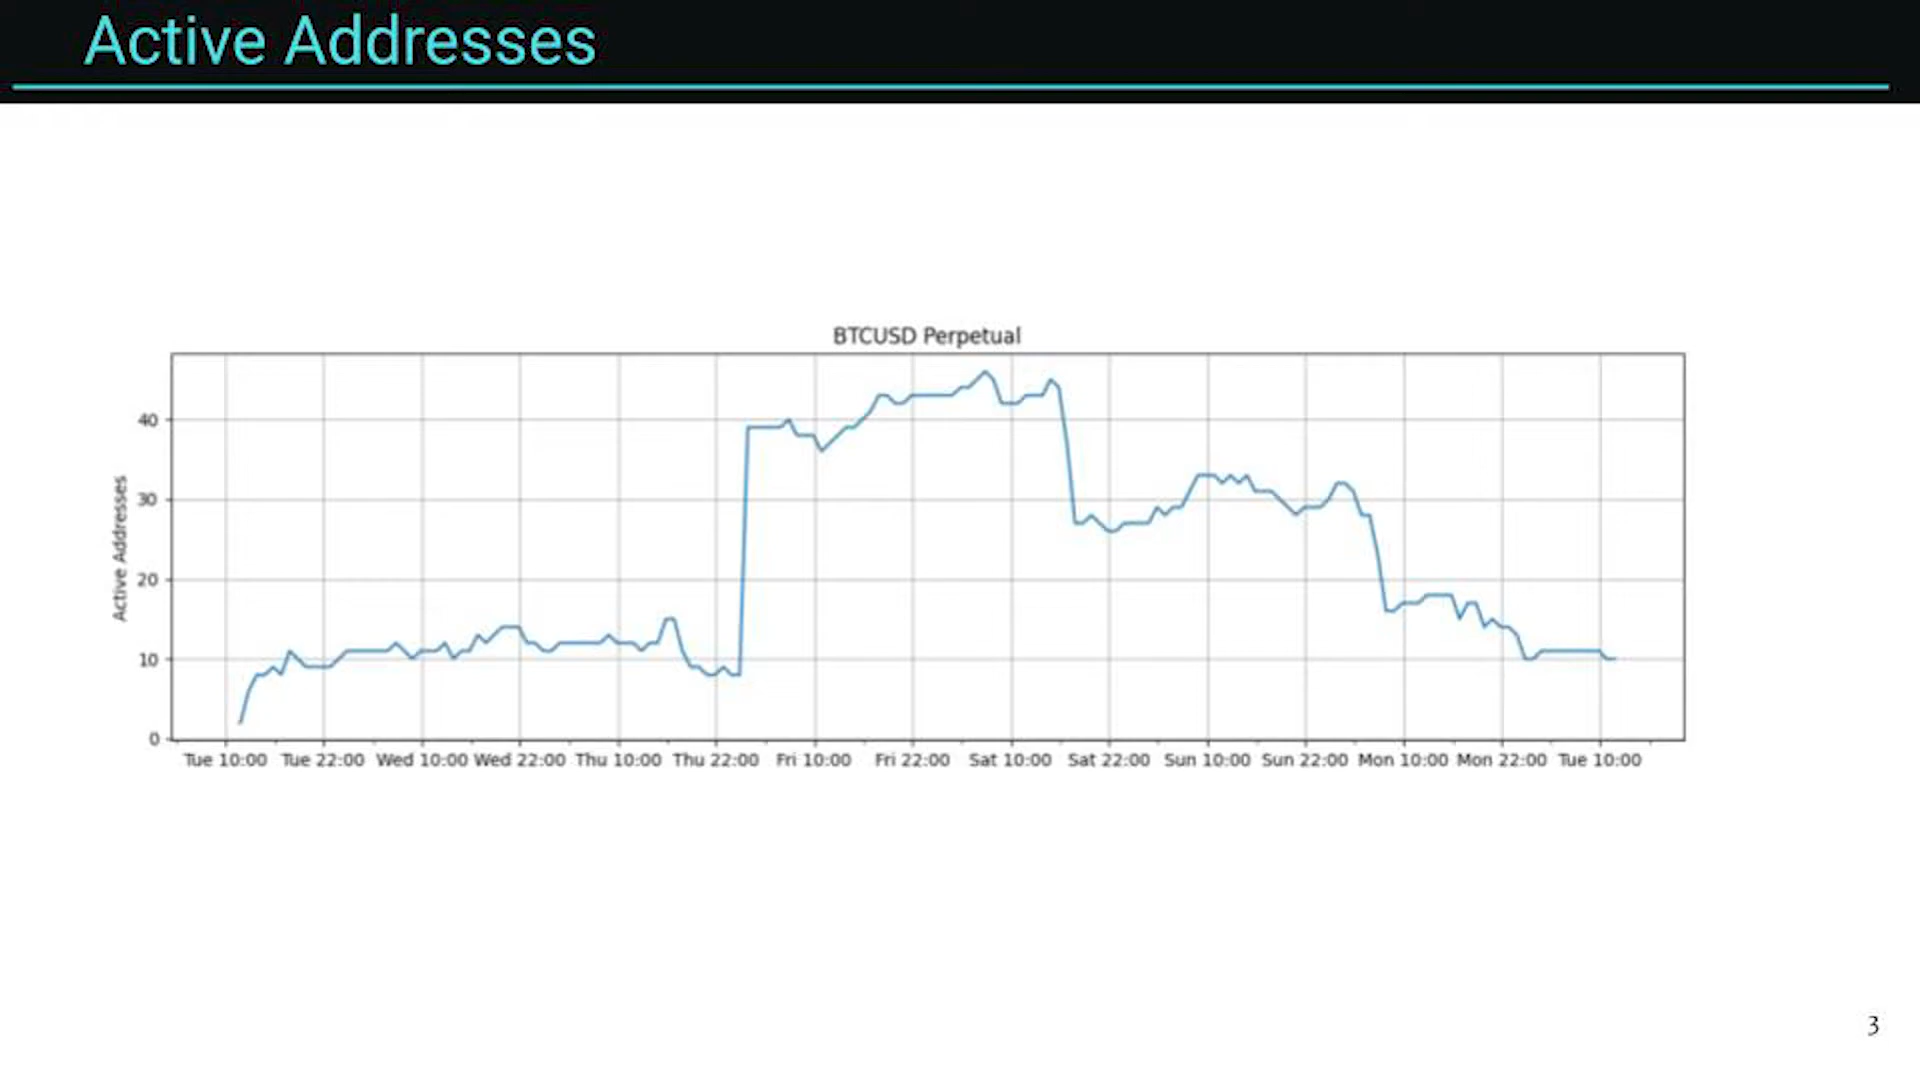 Active Addresses
BTCUSD Perpetual
Active Addresses
40
30
20
10
0
Tue 10:00 Tue 22:00 Wed 10:00 Wed 22:00 Thu 10:00 Thu 22:00 Fri 10:00 Fri 22:00 Sat 10:00 Sat 22:00 Sun 10:00 Sun 22:00 Mon 10:00 Mon 22:00 Tue 10:00
3